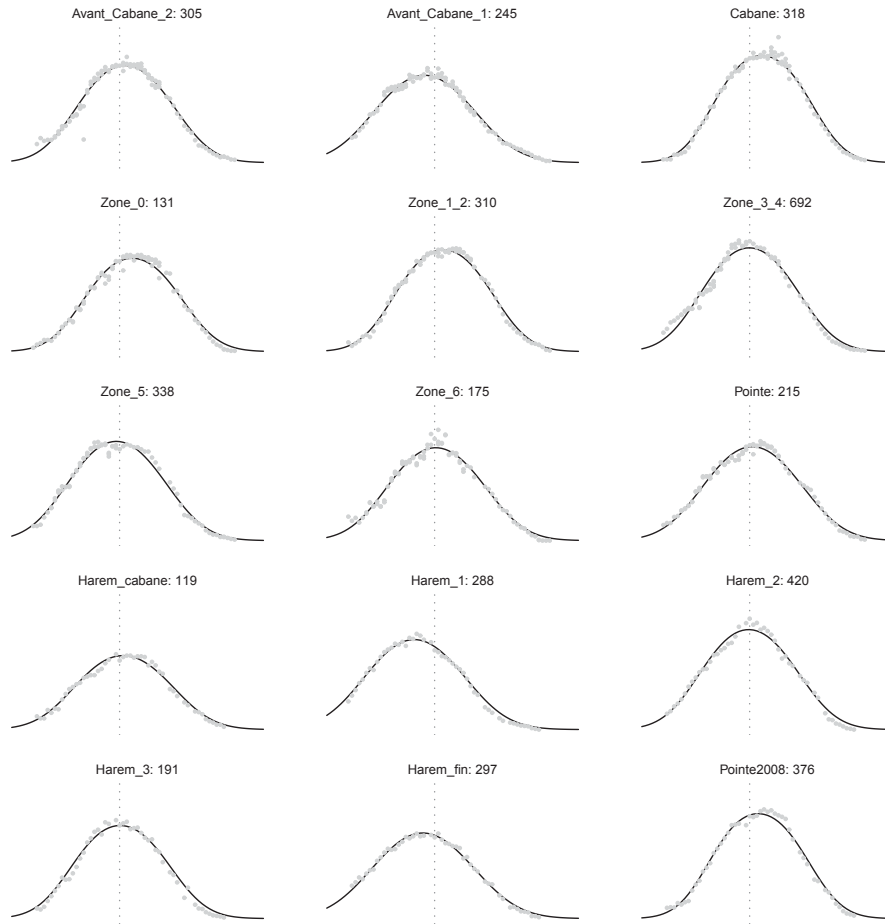 Avant_Cabane_2: 305
Avant_Cabane_1: 245
Cabane: 318
Zone_0: 131
Zone_1_2: 310
Zone_3_4: 692
Zone_5: 338
Zone_6: 175
Pointe: 215
Harem_cabane: 119
Harem_1: 288
Harem_2: 420
Harem_3: 191
Harem_fin: 297
Pointe2008: 376